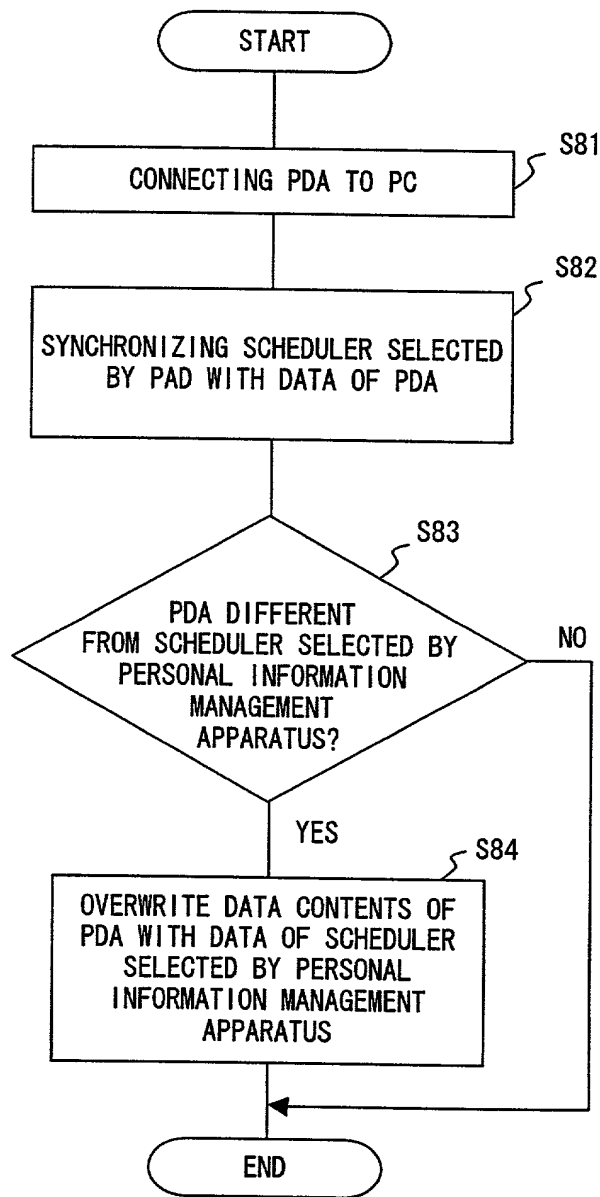 START
S81
CONNECTING PDA TO PC
S82
SYNCHRONIZING SCHEDULER SELECTED
BY PAD WITH DATA OF PDA
S83
PDA DIFFERENT
FROM SCHEDULER SELECTED BY
PERSONAL INFORMATION
MANAGEMENT
APPARATUS?
NO
YES
S84
OVERWRITE DATA CONTENTS OF
PDA WITH DATA OF SCHEDULER
SELECTED BY PERSONAL
INFORMATION MANAGEMENT
APPARATUS
END